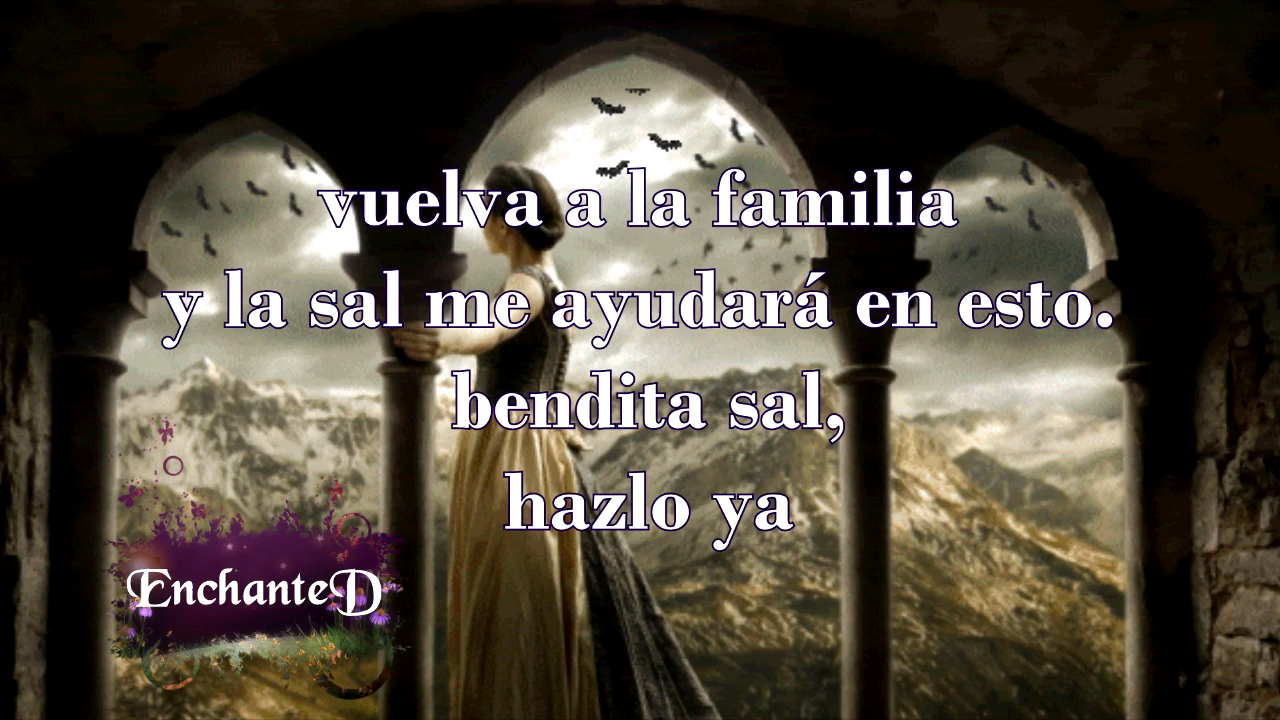 vuelva a la familia
y la sal me ayudará en esto.
bendita sal,
hazlo ya
EnchanteD